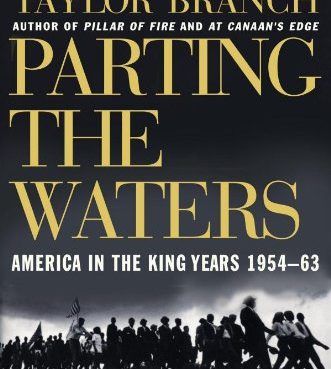 TAYLOR BRANCH
AUTHOR OF PILLAR OF FIRE AND AT CANAAN'S EDGE
PARTING
THE
WATERS
AMERICA IN THE KING YEARS 1954–63